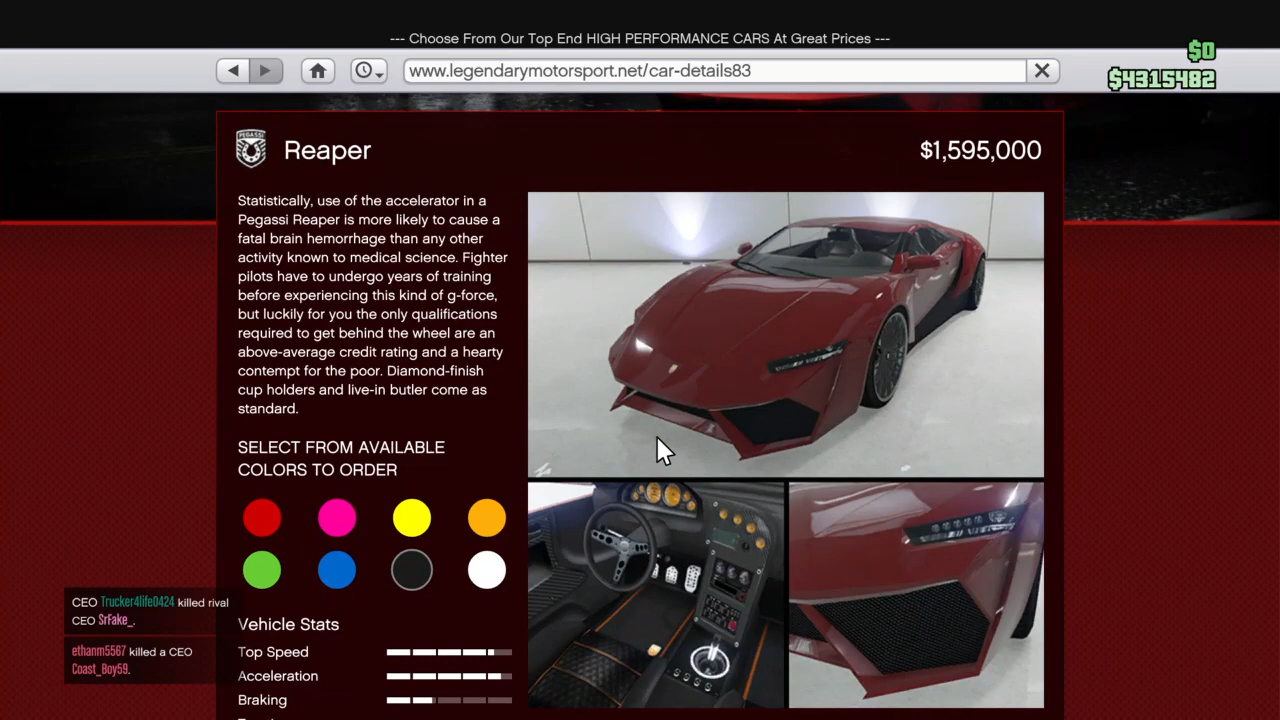 --- Choose From Our Top End HIGH PERFORMANCE CARS At Great Prices ---
$0
www.legendarymotorsport.net/car-details83
$4315482
PEGASSI
Reaper
$1,595,000
Statistically, use of the accelerator in a
Pegassi Reaper is more likely to cause a
fatal brain hemorrhage than any other
activity known to medical science. Fighter
pilots have to undergo years of training
before experiencing this kind of g-force,
but luckily for you the only qualifications
required to get behind the wheel are an
above-average credit rating and a hearty
contempt for the poor. Diamond-finish
cup holders and live-in butler come as
standard.
SELECT FROM AVAILABLE
COLORS TO ORDER
CEO Trucker4life0424 killed rival
CEO SrFake_.
ethanm5567 killed a CEO
Coast_Boy59.
Vehicle Stats
Top Speed
Acceleration
Braking